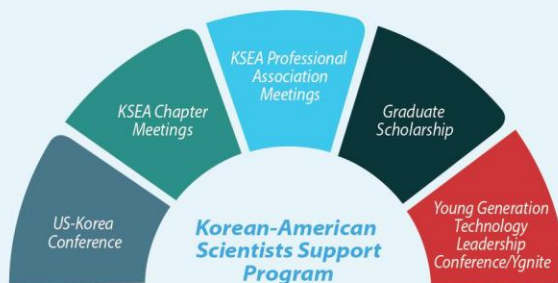 US-Korea
Conference
KSEA Chapter
Meetings
KSEA Professional
Association
Meetings
Graduate
Scholarship
Young Generation
Technology
Leadership
Conference/Ygnite
Korean-American
Scientists Support
Program